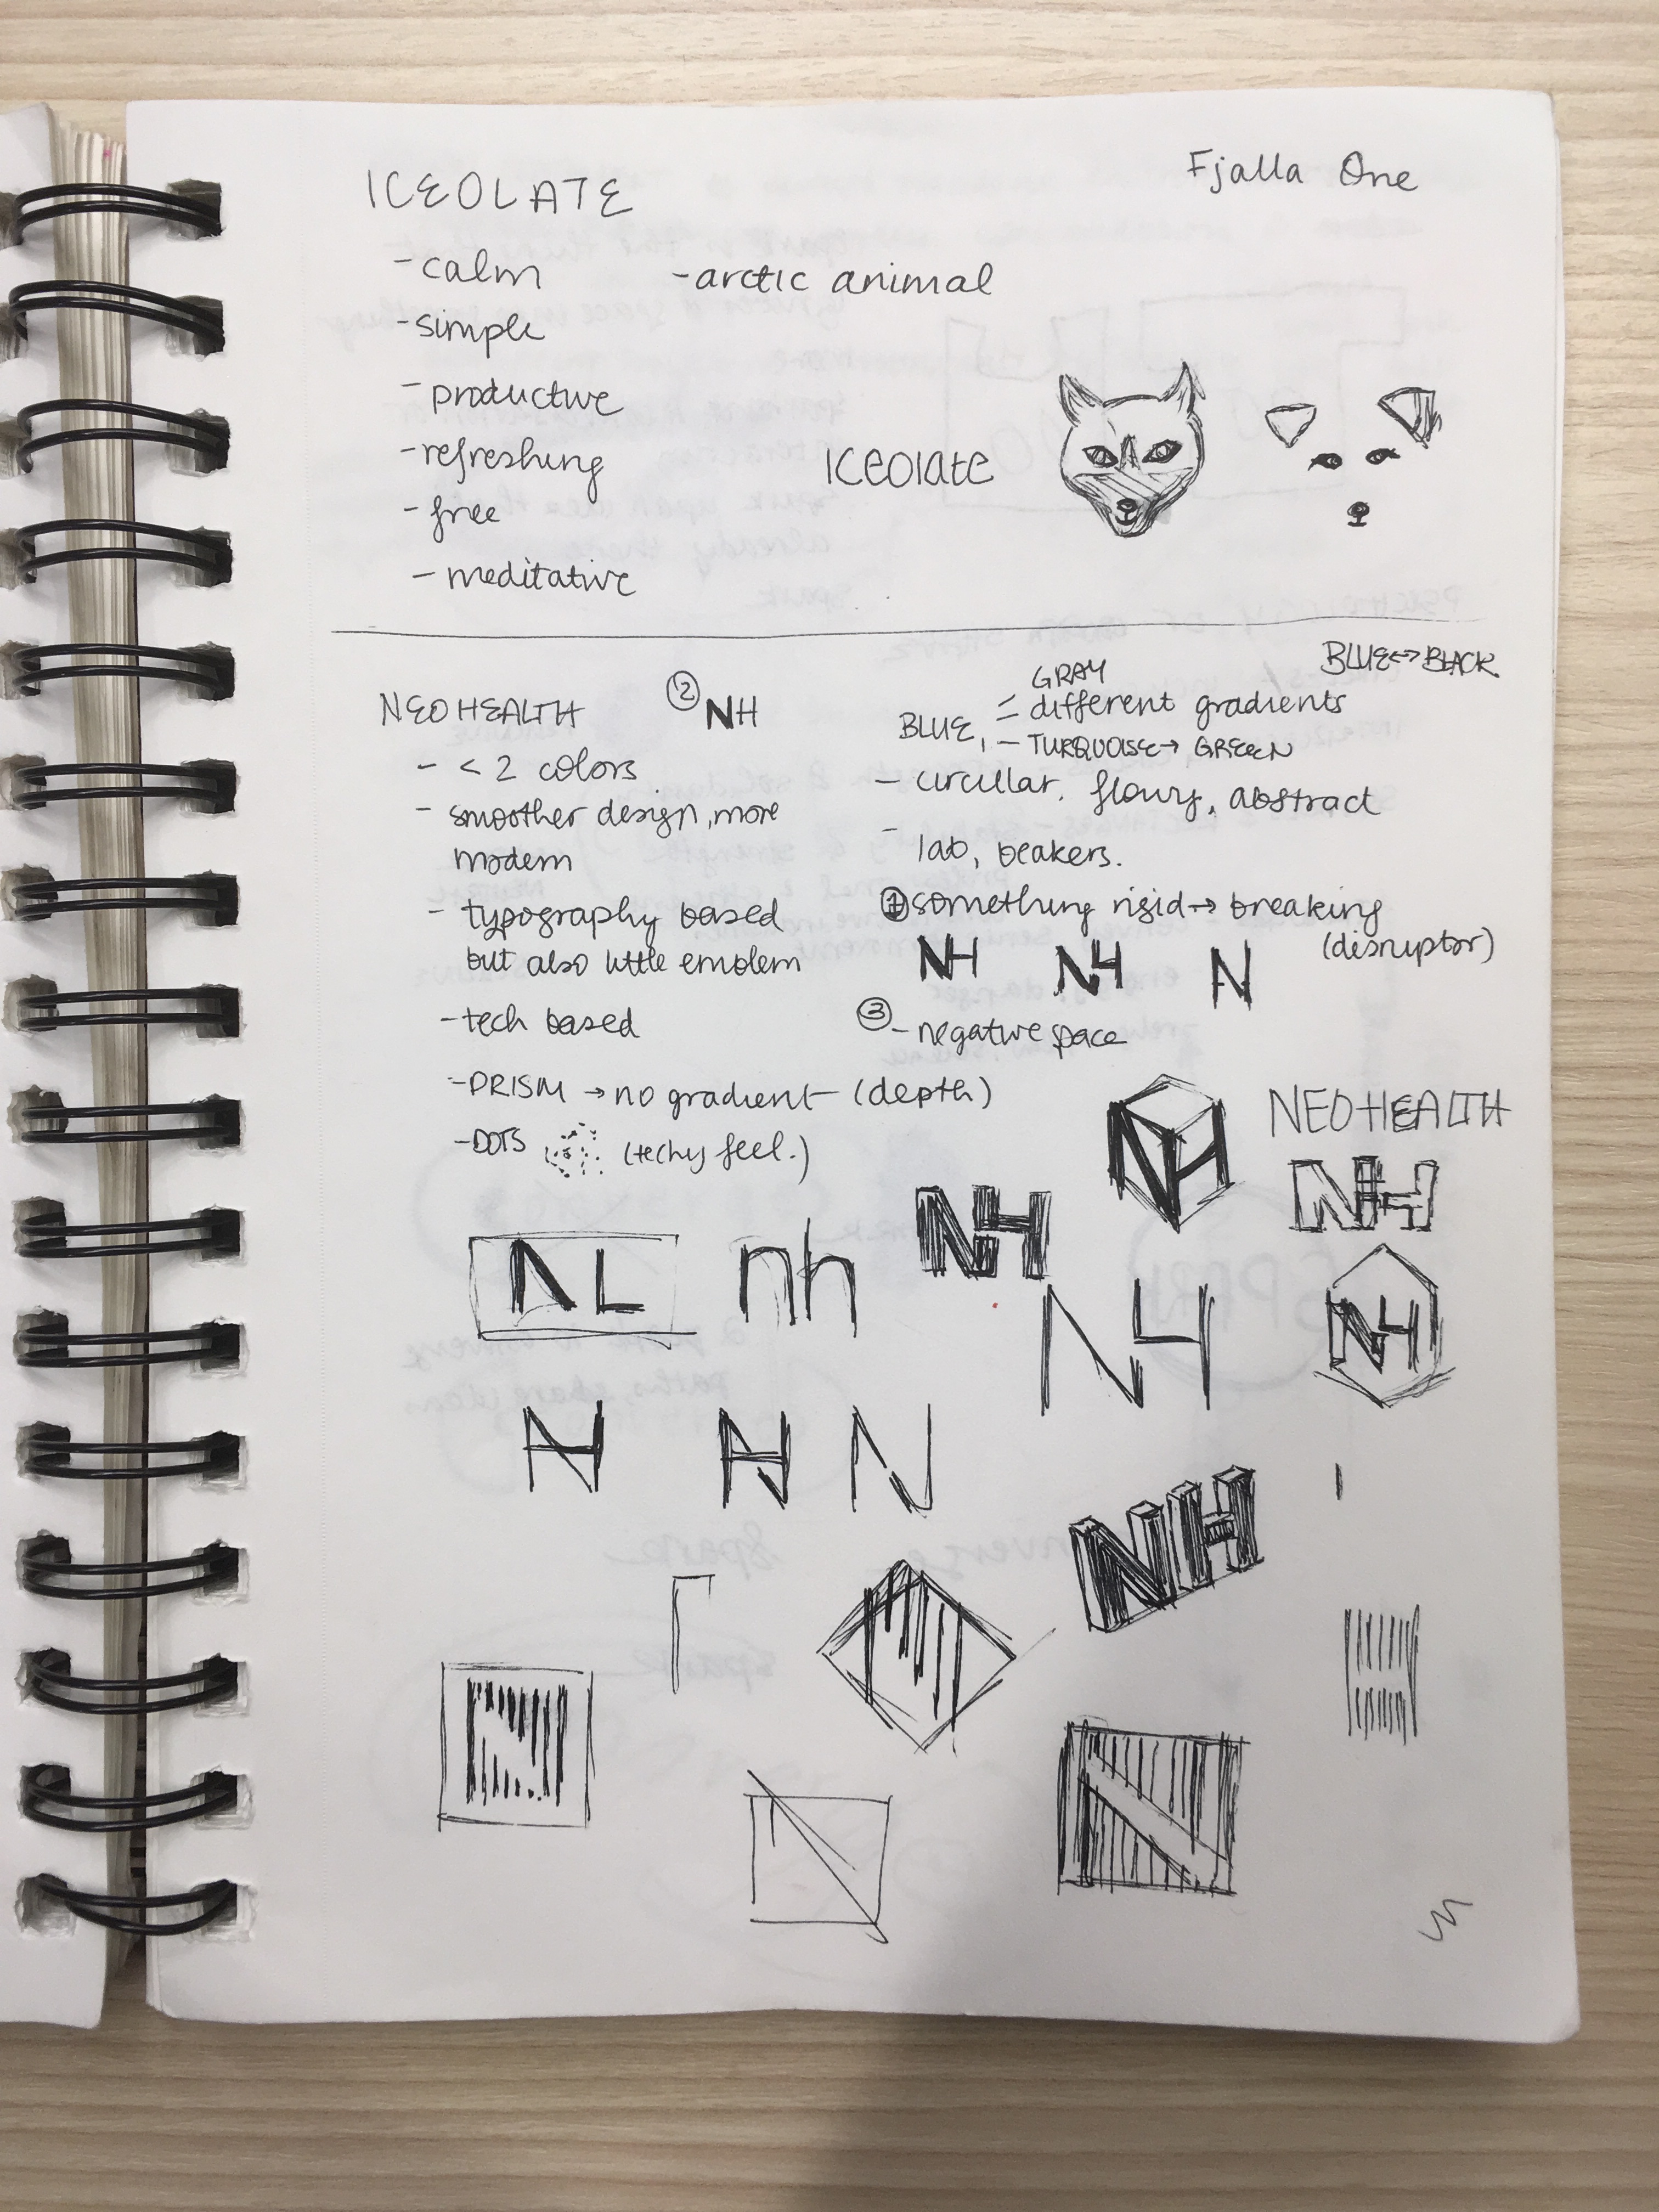 ICEOLATE
Fjalla One
- calm
- arctic animal
- simple
- productive
- refreshing
- free
- meditative
ICEOLATE
NEOHEALTH
② NH
- < 2 colors
- smoother design, more
modern
- typography based
but also little emblem
- tech based
- PRISM → no gradient (depth)
- DOTS (techy feel.)
BLUE ↔ BLACK
GRAY
- different gradients
BLUE, - TURQUOISE → GREEN
- circular, flowy, abstract
- lab, beakers.
① something rigid → breaking
(disruptor)
NH NH N
③ - negative space
NH
NEOHEALTH
NH
NH
nh
NH
NH
N
NH
N
N